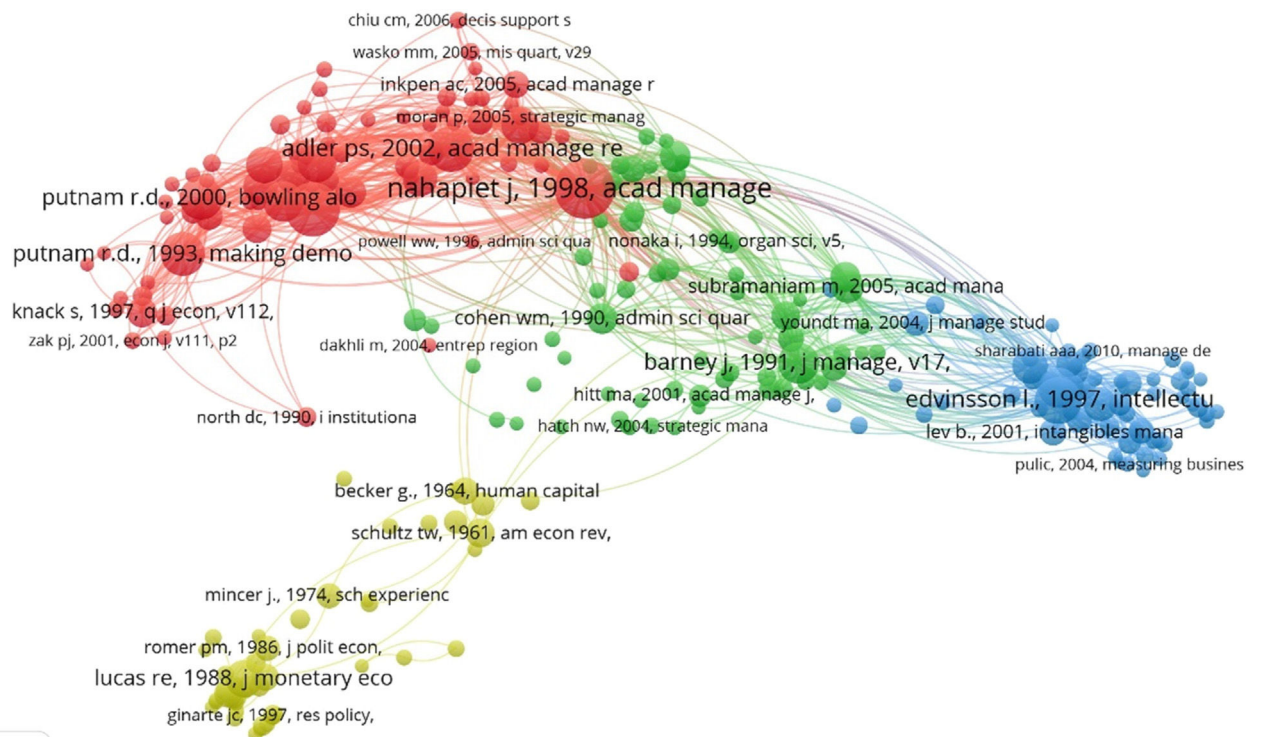 chiu cm, 2006, decis support s
wasko mm, 2005, mis quart, v29
inkpen ac, 2005, acad manage r
moran p, 2005, strategic manag
adler ps, 2002, acad manage re
nahapiet j, 1998, acad manage
putnam r.d., 2000, bowling alo
powell ww, 1996, admin sci qua
nonaka i, 1994, organ sci, v5,
putnam r.d., 1993, making demo
subramaniam m, 2005, acad mana
knack s, 1997, q j econ, v112,
cohen wm, 1990, admin sci quar
youndt ma, 2004, j manage stud
zak pj, 2001, econ j, v111, p2
dakhli m, 2004, entrep region
sharabati aaa, 2010, manage de
barney j, 1991, j manage, v17,
hitt ma, 2001, acad manage j,
edvinsson l., 1997, intellectu
north dc, 1990, i institutiona
hatch nw, 2004, strategic mana
lev b., 2001, intangibles mana
pulic, 2004, measuring busines
becker g., 1964, human capital
schultz tw, 1961, am econ rev,
mincer j., 1974, sch experienc
romer pm, 1986, j polit econ,
lucas re, 1988, j monetary eco
ginarte jc, 1997, res policy,